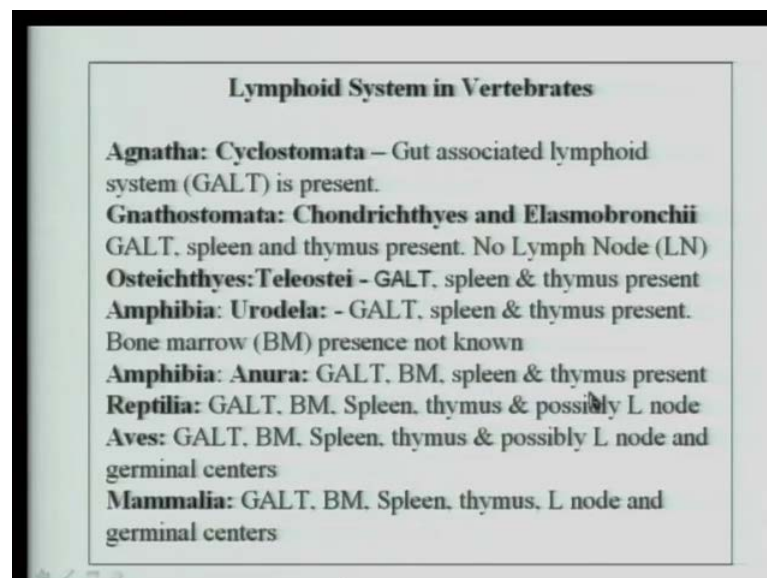 Lymphoid System in Vertebrates
Agnatha: Cyclostomata – Gut associated lymphoid
system (GALT) is present.
Gnathostomata: Chondrichthyes and Elasmobronchii
GALT, spleen and thymus present. No Lymph Node (LN)
Osteichthyes:Teleostei - GALT, spleen & thymus present
Amphibia: Urodela: - GALT, spleen & thymus present.
Bone marrow (BM) presence not known
Amphibia: Anura: GALT, BM, spleen & thymus present
Reptilia: GALT, BM, Spleen, thymus & possibly L node
Aves: GALT, BM, Spleen, thymus & possibly L node and
germinal centers
Mammalia: GALT, BM, Spleen, thymus, L node and
germinal centers